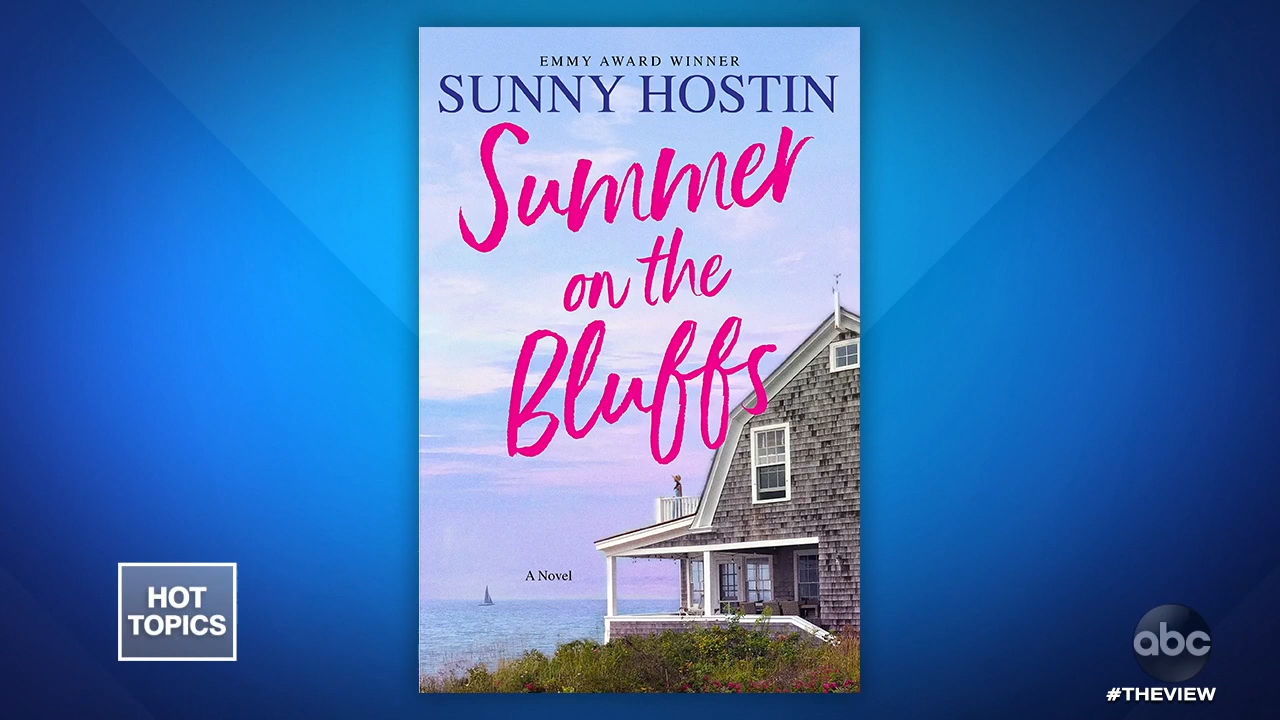 EMMY AWARD WINNER
SUNNY HOSTIN
Summer
on the
Bluffs
A Novel
HOT
TOPICS
abc
#THEVIEW